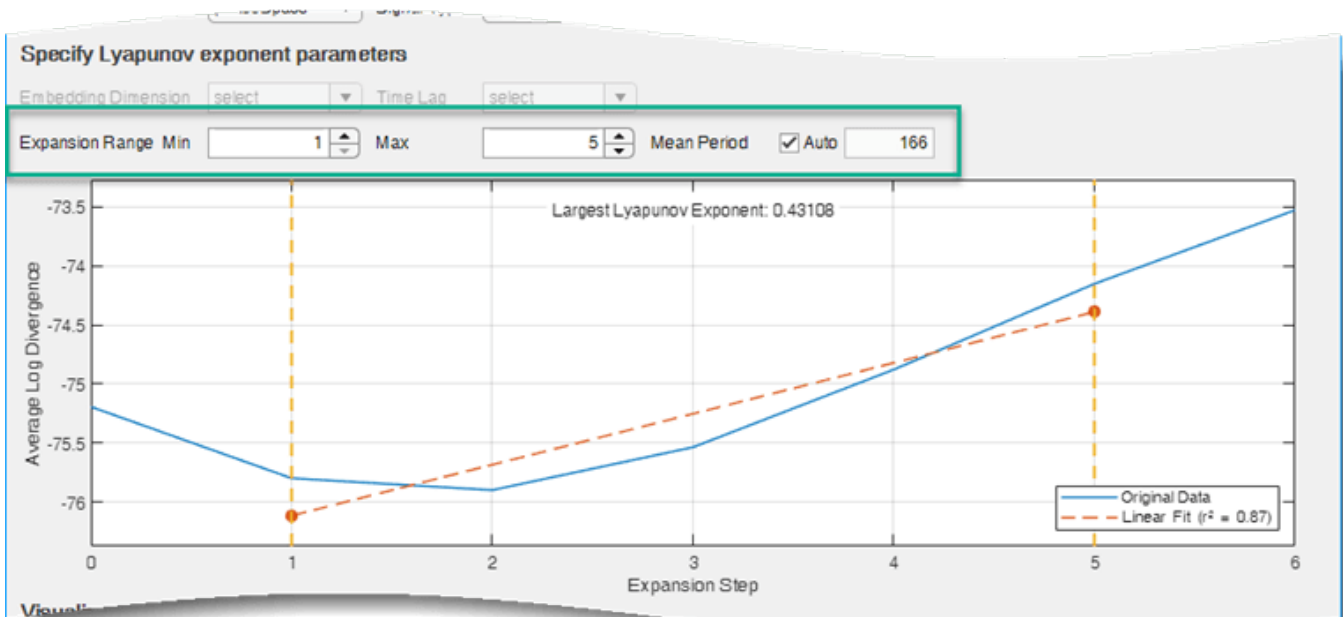 Specify Lyapunov exponent parameters
Embedding Dimension select Time Lag select
Expansion Range Min 1 Max 5 Mean Period Auto 166
Largest Lyapunov Exponent: 0.43108
-73.5
-74
-74.5
-75
-75.5
-76
Average Log Divergence
Original Data
Linear Fit (r² = 0.87)
0 1 2 3 4 5 6
Expansion Step